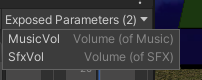 Exposed Parameters (2)
MusicVol Volume (of Music)
SfxVol Volume (of SFX)